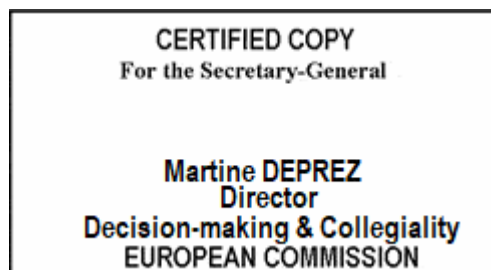 CERTIFIED COPY
For the Secretary-General
Martine DEPREZ
Director
Decision-making & Collegiality
EUROPEAN COMMISSION